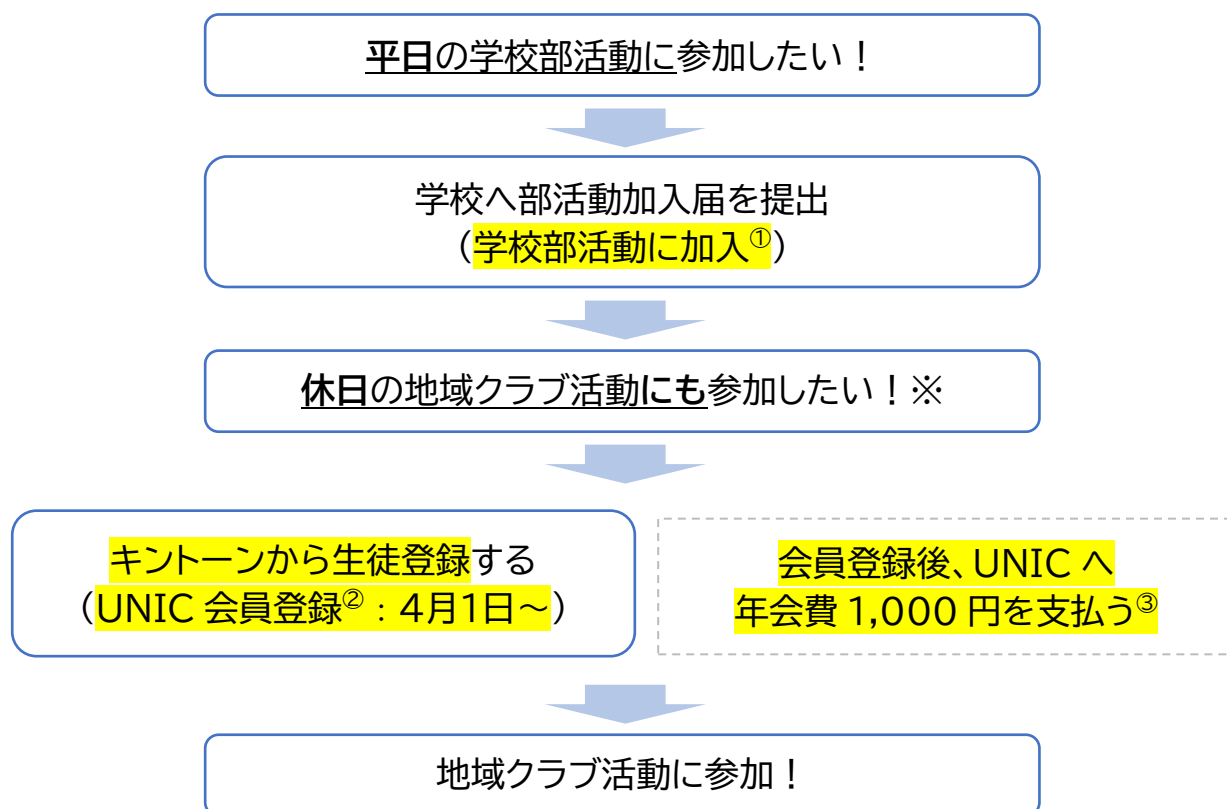 平日の学校部活動に参加したい！
学校へ部活動加入届を提出
（学校部活動に加入①）
休日の地域クラブ活動にも参加したい！※
キントーンから生徒登録する
（UNIC 会員登録②：4月1日～）
会員登録後、UNIC へ
年会費 1,000 円を支払う③
地域クラブ活動に参加！